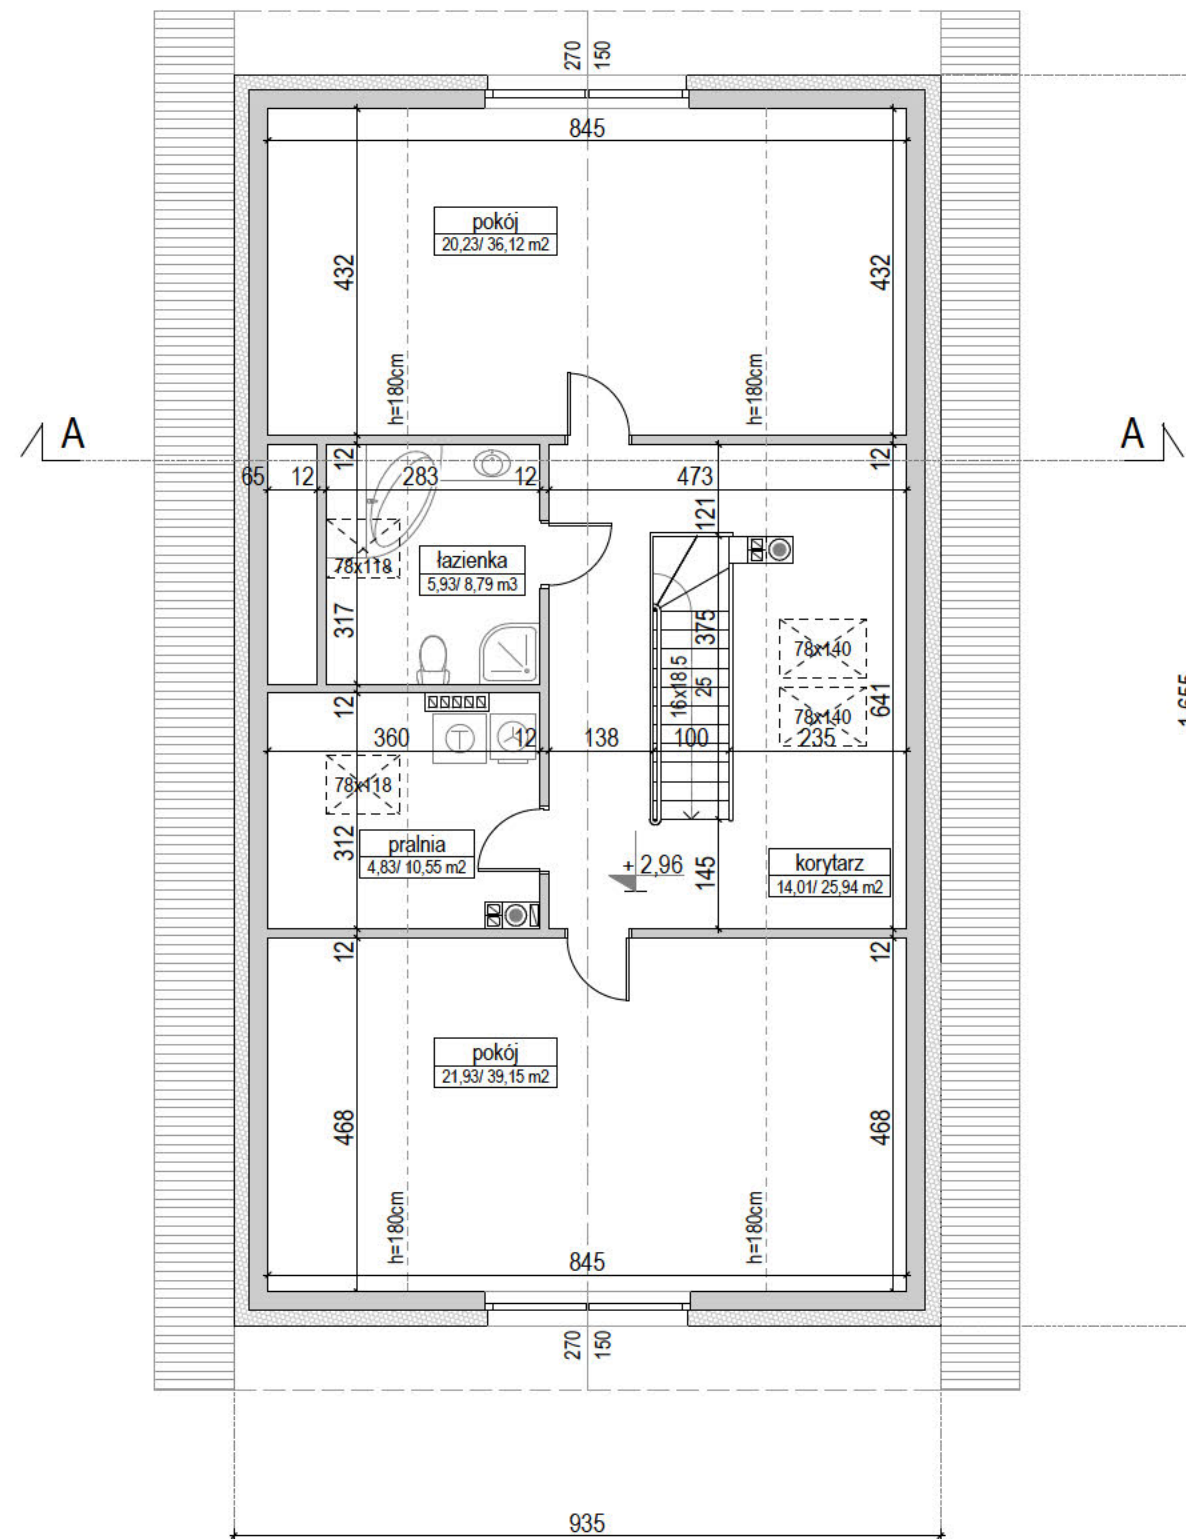 270
150
845
pokój
20,23/ 36,12 m2
432
432
h=180cm
h=180cm
A
A
12
12
65
12
283
12
473
121
łazienka
5,93/ 8,79 m3
78x118
317
375
16x18,5
25
78x140
78x140
641
12
360
12
138
100
235
78x118
312
pralnia
4,83/ 10,55 m2
+ 2,96
145
korytarz
14,01/ 25,94 m2
12
12
pokój
21,93/ 39,15 m2
468
468
h=180cm
h=180cm
845
270
150
935